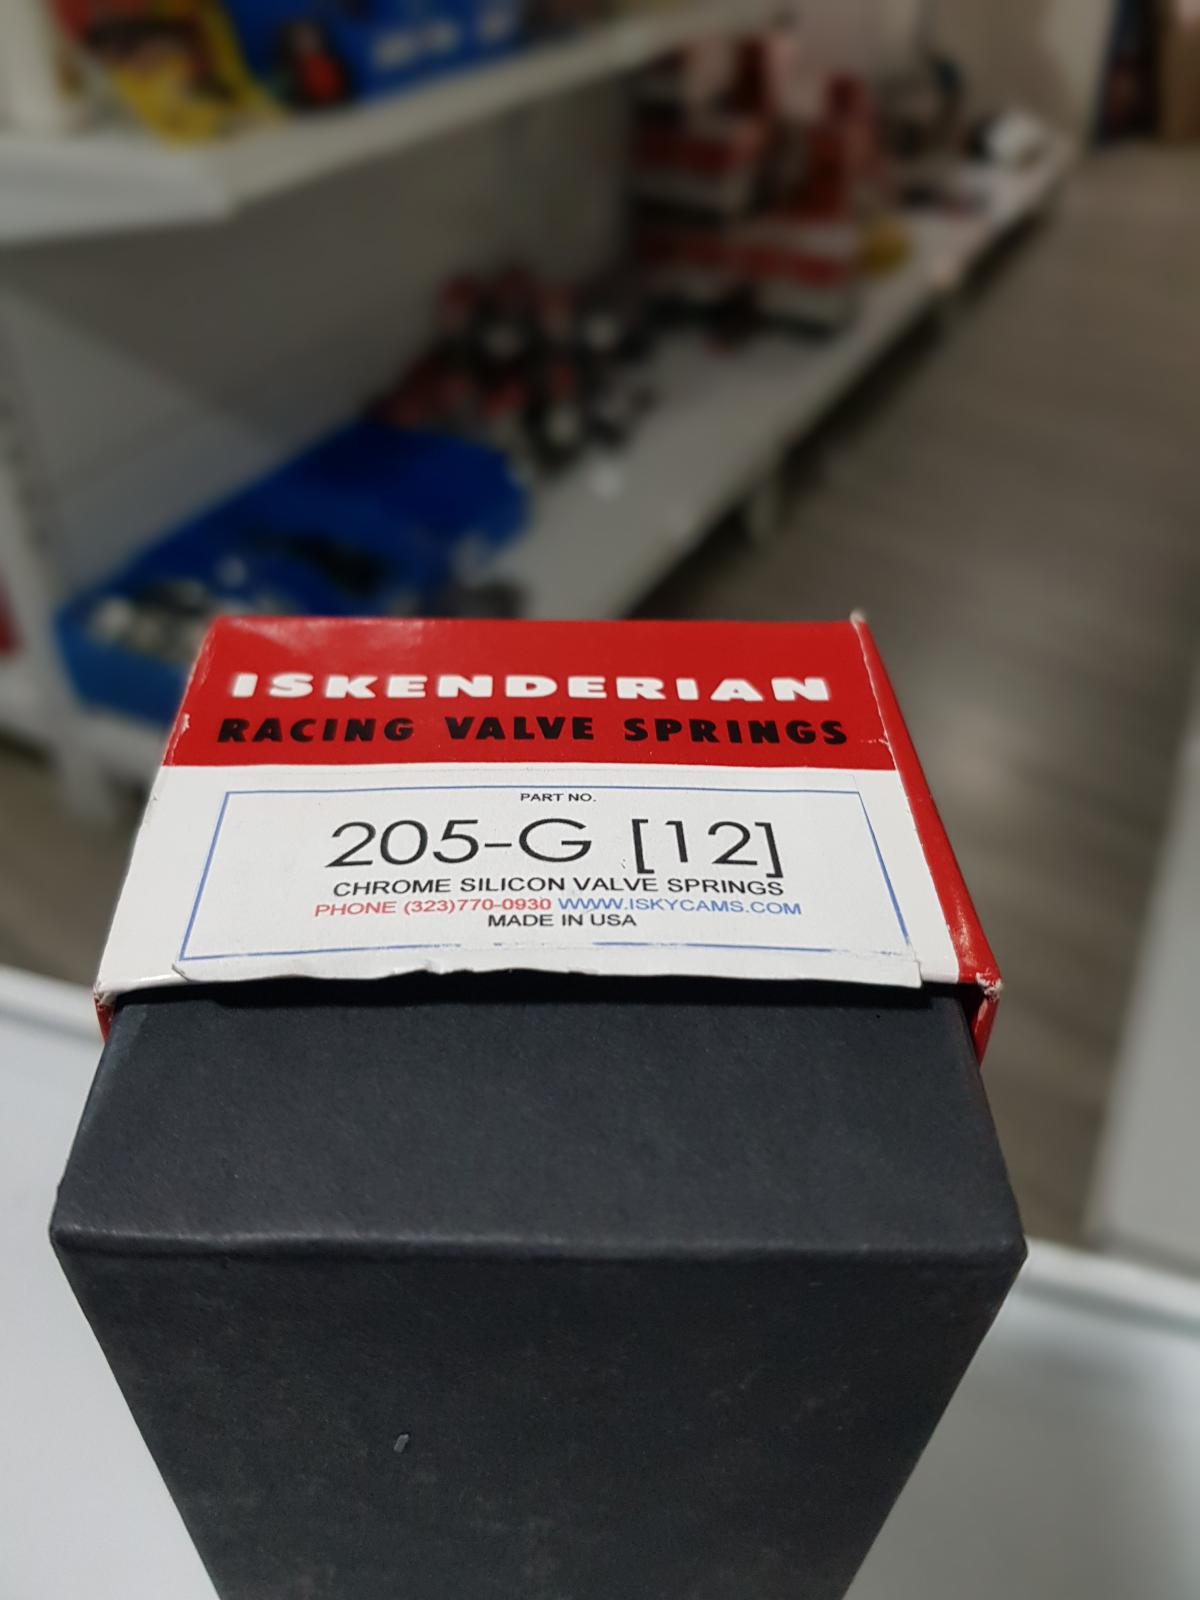 ISKENDERIAN
RACING VALVE SPRINGS
PART NO.
205-G [12]
CHROME SILICON VALVE SPRINGS
PHONE (323)770-0930 WWW.ISKYCAMS.COM
MADE IN USA